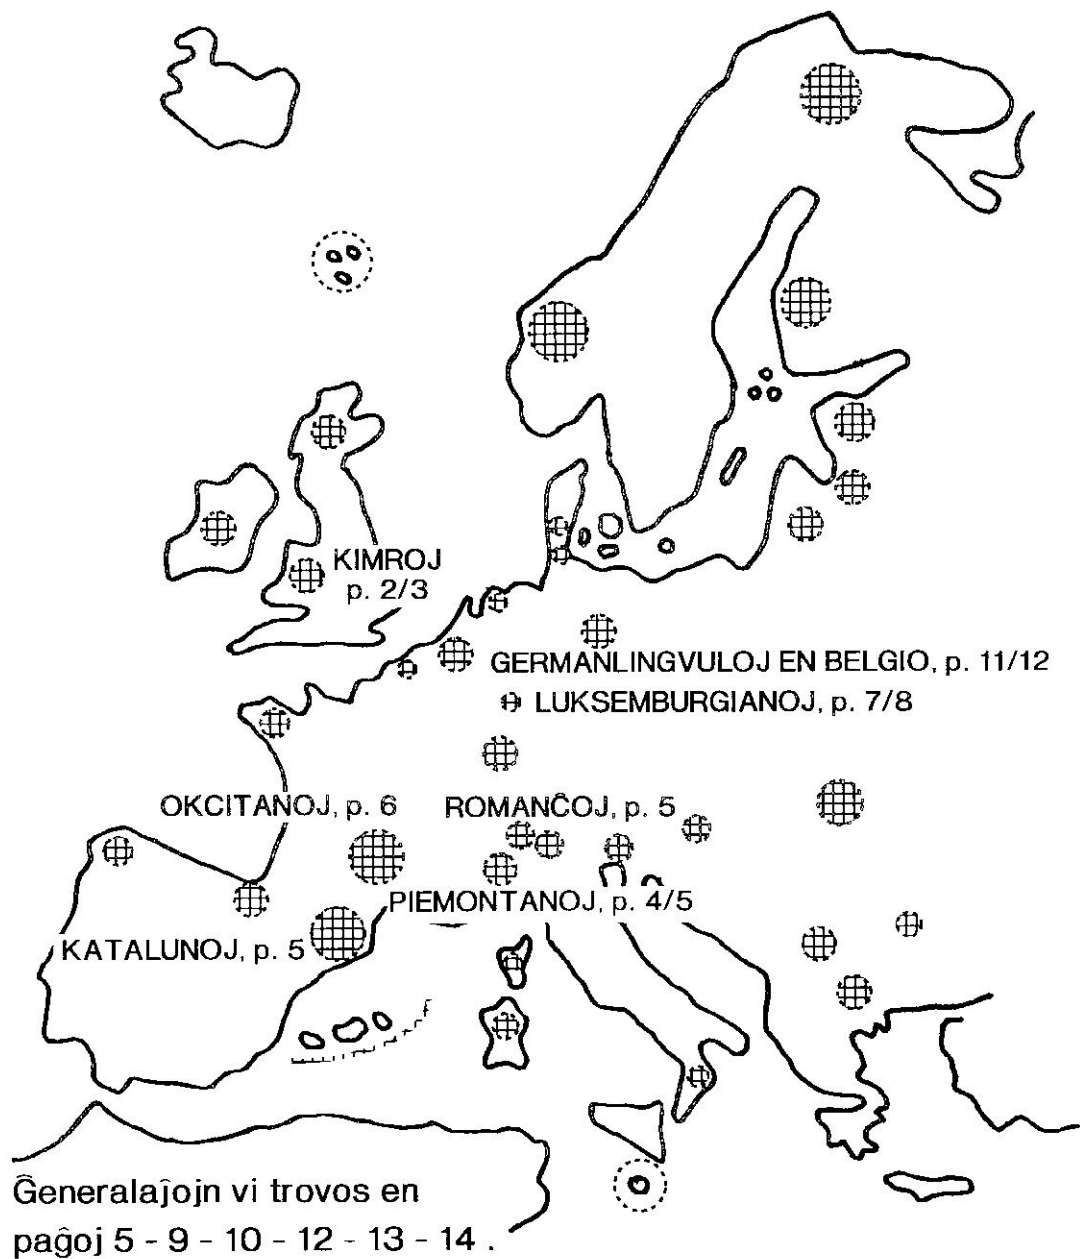 KIMROJ
p. 2/3
GERMANLINGVULOJ EN BELGIO, p. 11/12
LUKSEMBURGIANOJ, p. 7/8
OKCITANOJ, p. 6
ROMANĈOJ, p. 5
PIEMONTANOJ, p. 4/5
KATALUNOJ, p. 5
Ĝeneralaĵojn vi trovos en
paĝoj 5 - 9 - 10 - 12 - 13 - 14 .